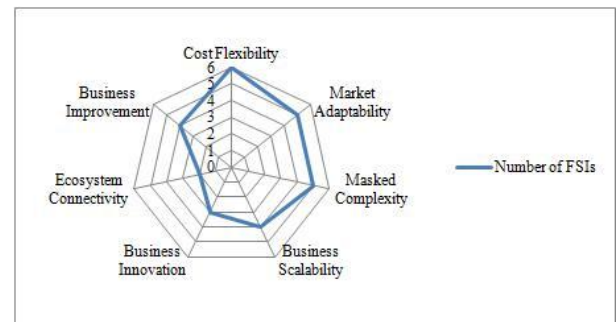 Cost Flexibility
6
5
4
3
2
1
0
Market
Adaptability
Masked
Complexity
Business
Scalability
Business
Innovation
Ecosystem
Connectivity
Business
Improvement
Number of FSIs